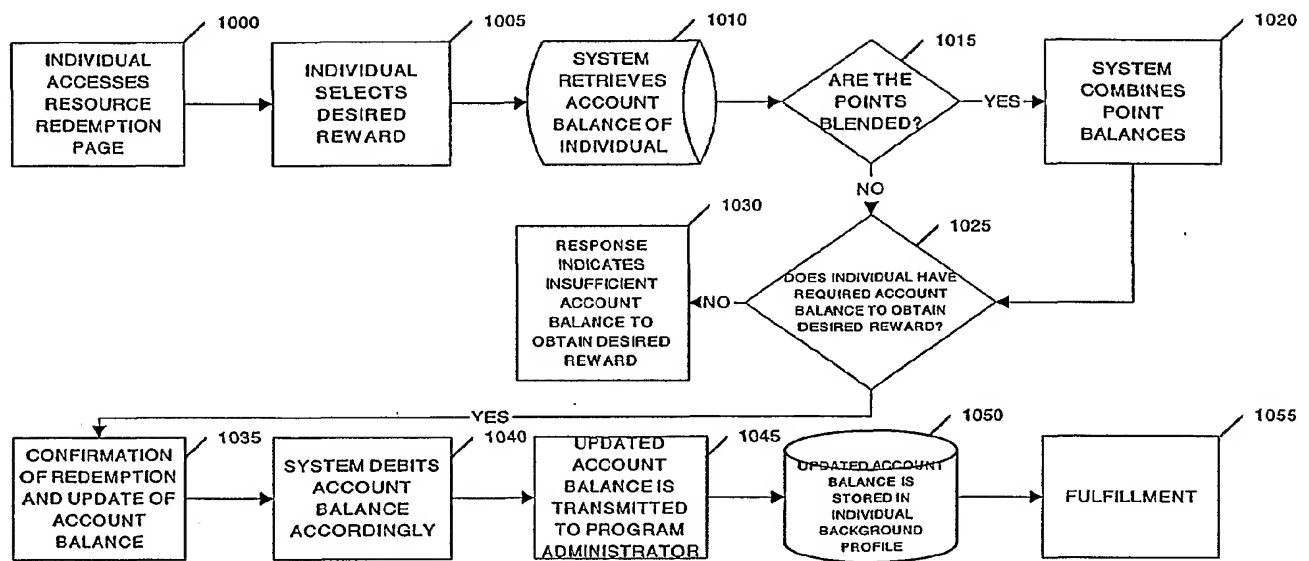 1000
INDIVIDUAL
ACCESSES
RESOURCE
REDEMPTION
PAGE
1005
INDIVIDUAL
SELECTS
DESIRED
REWARD
1010
SYSTEM
RETRIEVES
ACCOUNT
BALANCE OF
INDIVIDUAL
1015
ARE THE
POINTS
BLENDED?
YES
1020
SYSTEM
COMBINES
POINT
BALANCES
NO
1025
DOES INDIVIDUAL HAVE
REQUIRED ACCOUNT
BALANCE TO OBTAIN
DESIRED REWARD?
NO
1030
RESPONSE
INDICATES
INSUFFICIENT
ACCOUNT
BALANCE TO
OBTAIN DESIRED
REWARD
YES
1035
CONFIRMATION
OF REDEMPTION
AND UPDATE OF
ACCOUNT
BALANCE
1040
SYSTEM DEBITS
ACCOUNT
BALANCE
ACCORDINGLY
1045
UPDATED
ACCOUNT
BALANCE IS
TRANSMITTED
TO PROGRAM
ADMINISTRATOR
1050
UPDATED ACCOUNT
BALANCE IS
STORED IN
INDIVIDUAL
BACKGROUND
PROFILE
1055
FULFILLMENT